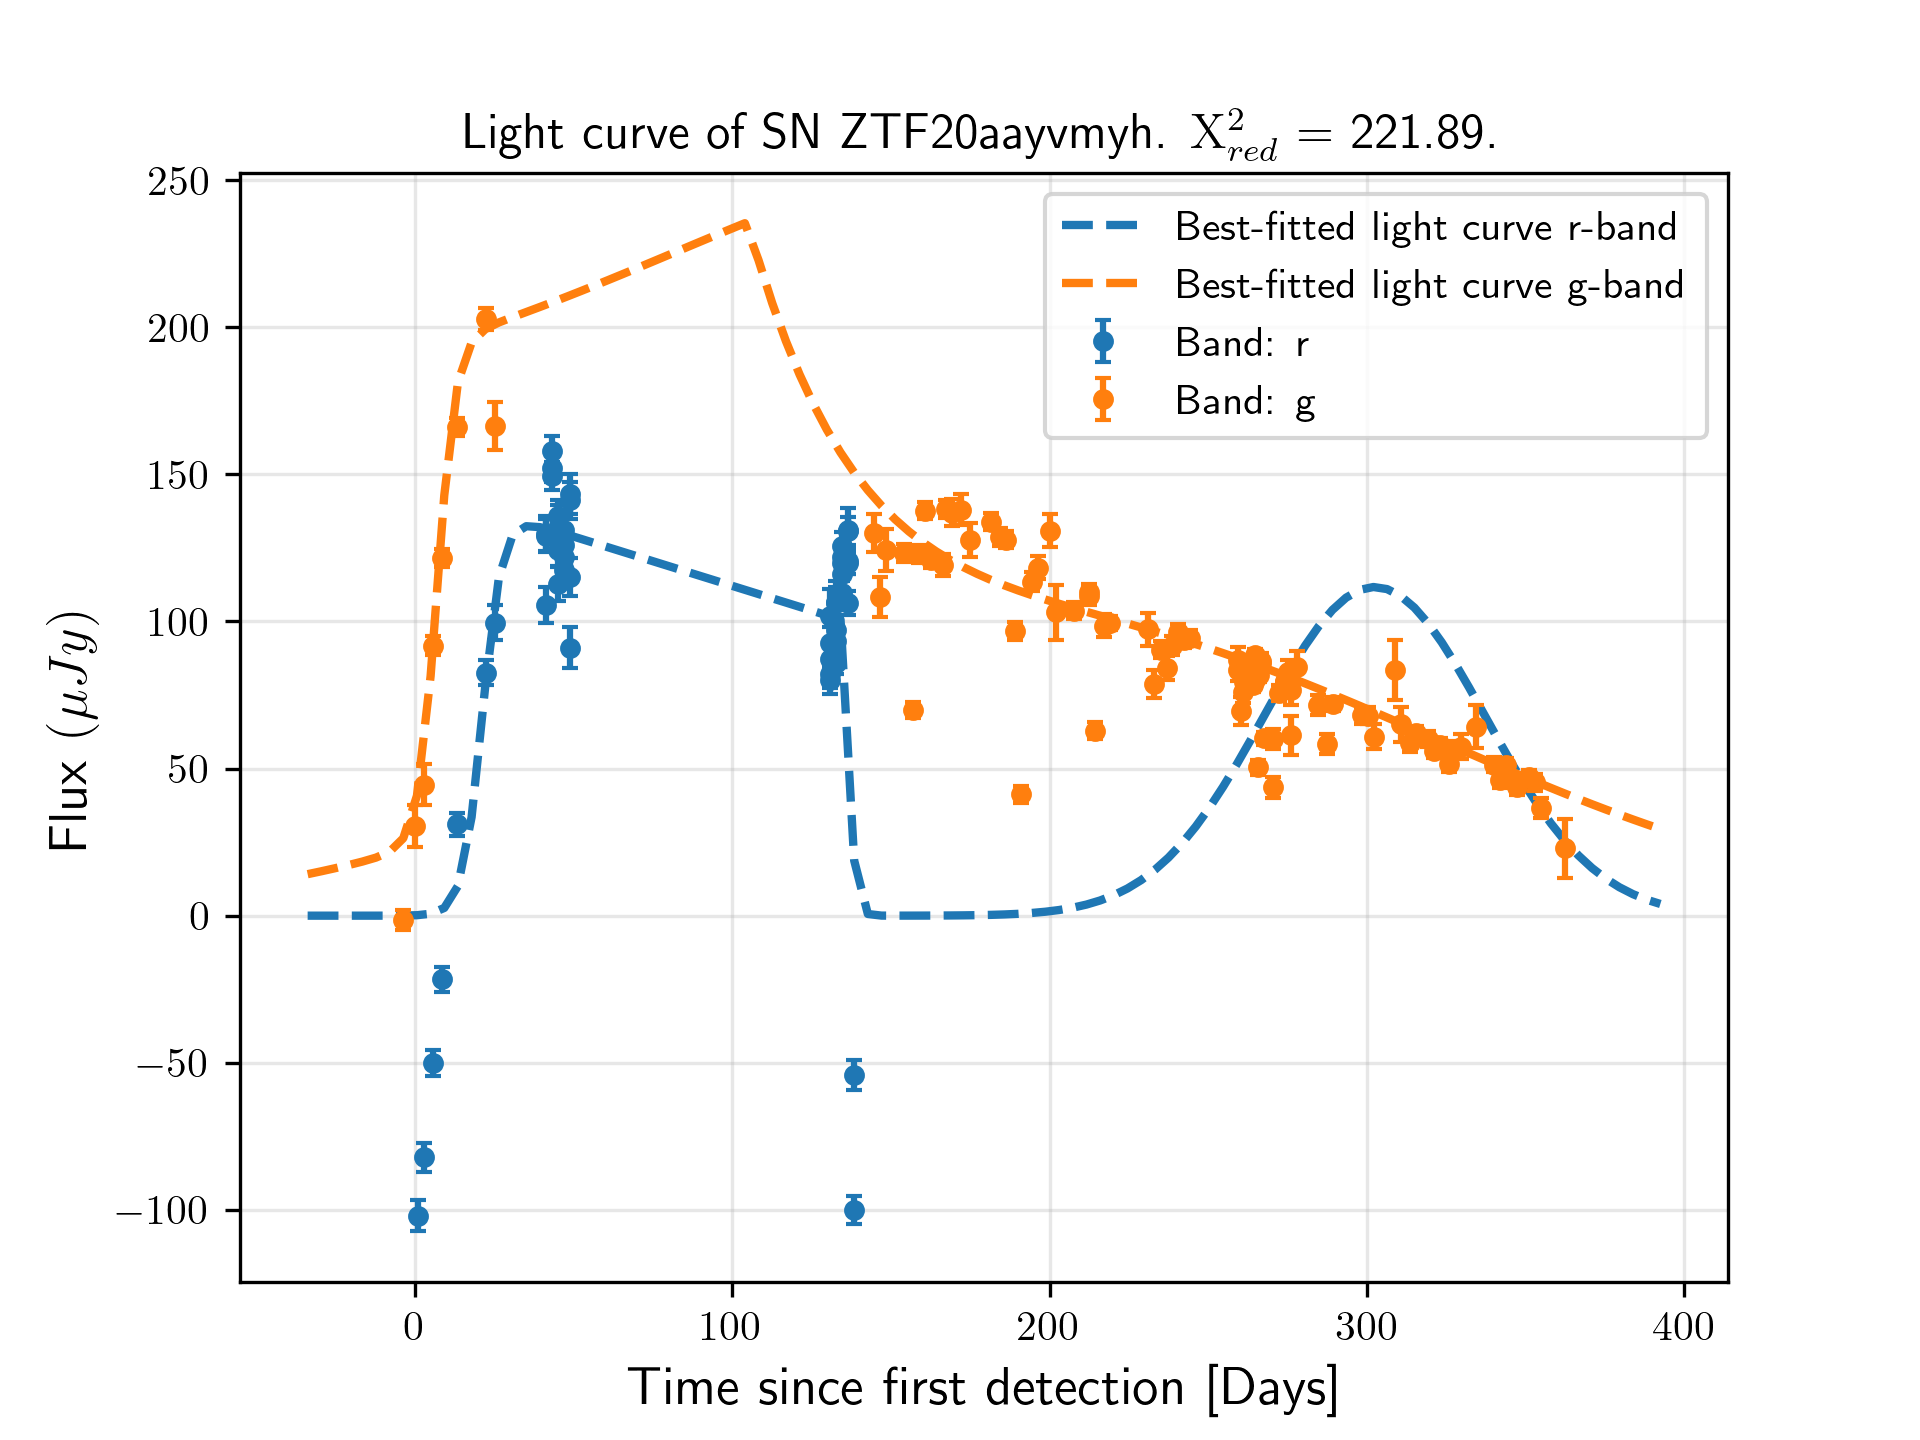 Light curve of SN ZTF20aayvmyh. X²red = 221.89.
250
200
150
100
50
0
−50
−100
Flux (μJy)
Best-fitted light curve r-band
Best-fitted light curve g-band
Band: r
Band: g
0 100 200 300 400
Time since first detection [Days]